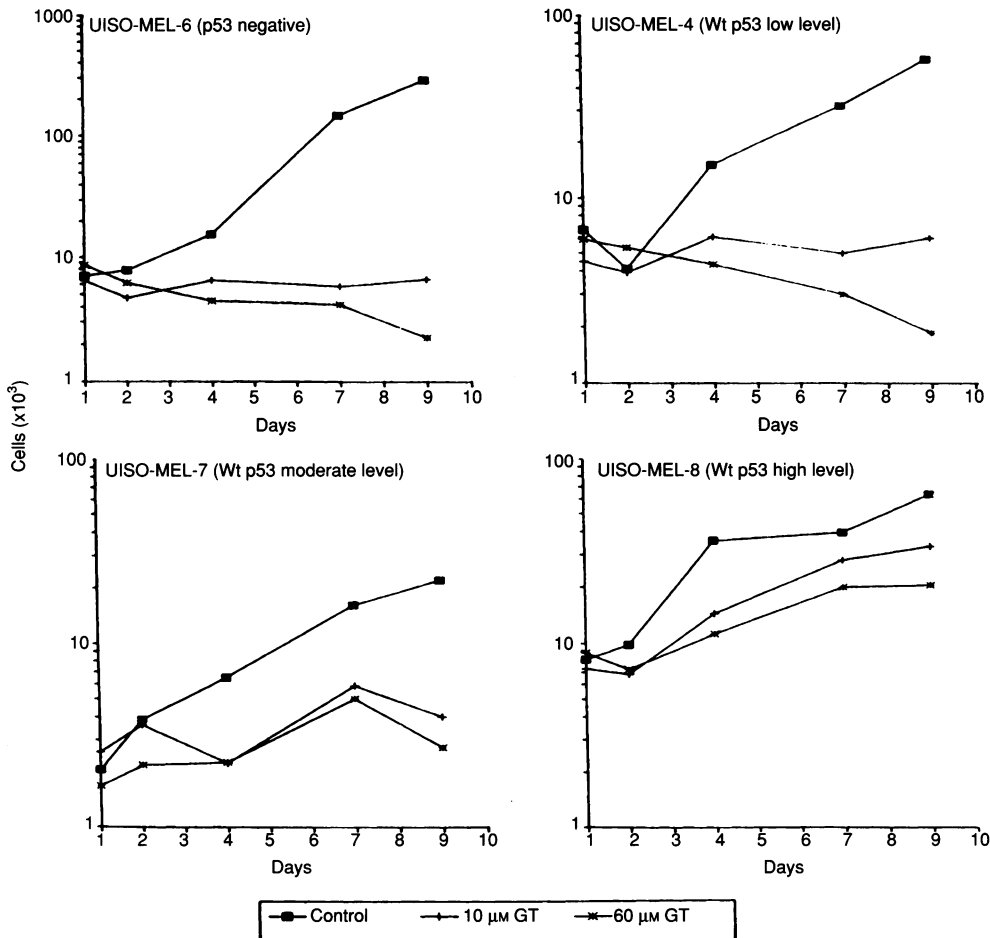 UISO-MEL-6 (p53 negative)
1000
100
10
1
1 2 3 4 5 6 7 8 9 10
Days
UISO-MEL-4 (Wt p53 low level)
100
10
1
1 2 3 4 5 6 7 8 9 10
Days
Cells (x10³)
UISO-MEL-7 (Wt p53 moderate level)
100
10
1
1 2 3 4 5 6 7 8 9 10
Days
UISO-MEL-8 (Wt p53 high level)
100
10
1
1 2 3 4 5 6 7 8 9 10
Days
Control 10 μM GT 60 μM GT